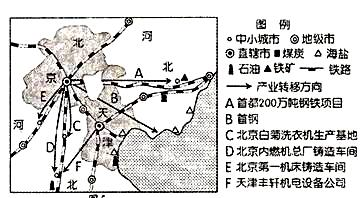 图 例
中小城市 地级市
直辖市 煤炭 海盐
石油 铁矿 铁路
产业转移方向
A 首都200万吨钢铁项目
B 首钢
C 北京白菊洗衣机生产基地
D 北京内燃机总厂铸造车间
E 北京第一机床铸造车间
F 天津丰轩机电设备公司
河 北
京 A 北
E B
河 天
C 津
D
F
北